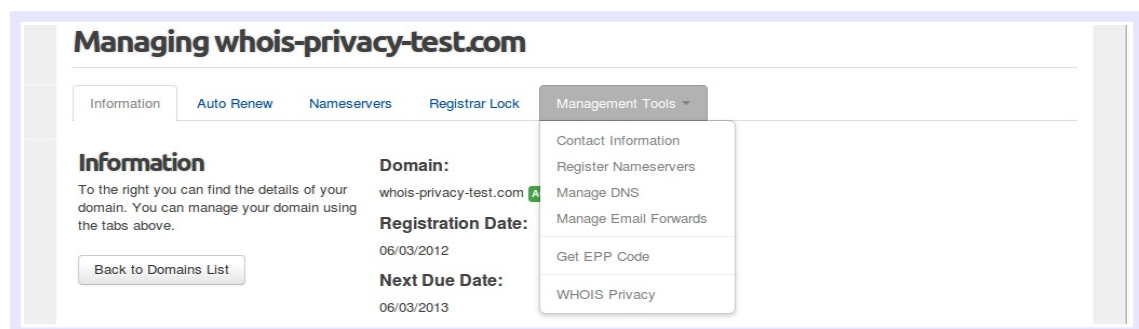 Managing whois-privacy-test.com
Information
Auto Renew
Nameservers
Registrar Lock
Management Tools
Contact Information
Register Nameservers
Manage DNS
Manage Email Forwards
Get EPP Code
WHOIS Privacy
Information
To the right you can find the details of your
domain. You can manage your domain using
the tabs above.
Back to Domains List
Domain:
whois-privacy-test.com
Registration Date:
06/03/2012
Next Due Date:
06/03/2013